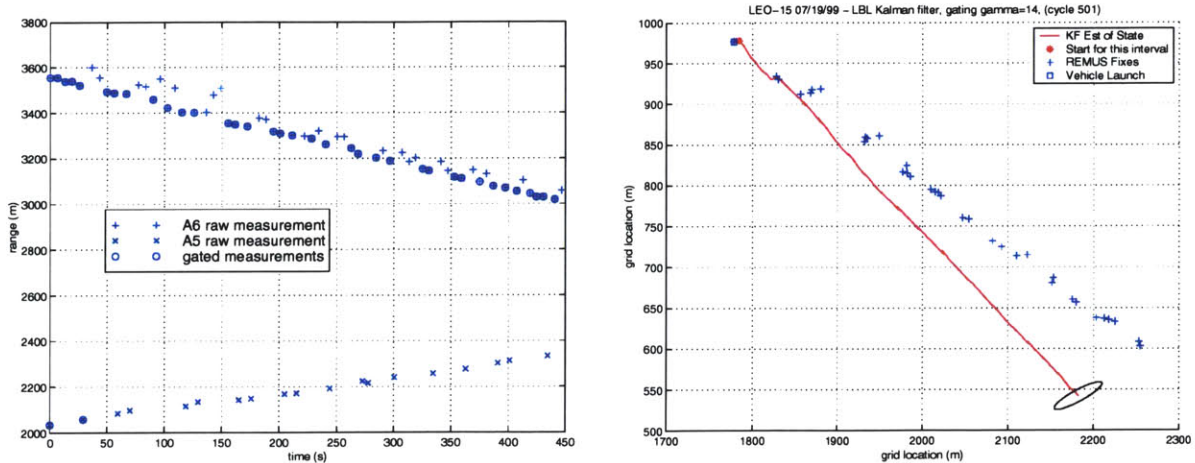 3800
3600
3400
3200
3000
2800
2600
2400
2200
2000
range (m)
A6 raw measurement
A5 raw measurement
gated measurements
0 50 100 150 200 250 300 350 400 450
time (s)
LEO-15 07/19/99 - LBL Kalman filter, gating gamma=14, (cycle 501)
1000
950
900
850
800
750
700
650
600
550
500
grid location (m)
KF Est of State
Start for this interval
REMUS Fixes
Vehicle Launch
1700 1800 1900 2000 2100 2200 2300
grid location (m)